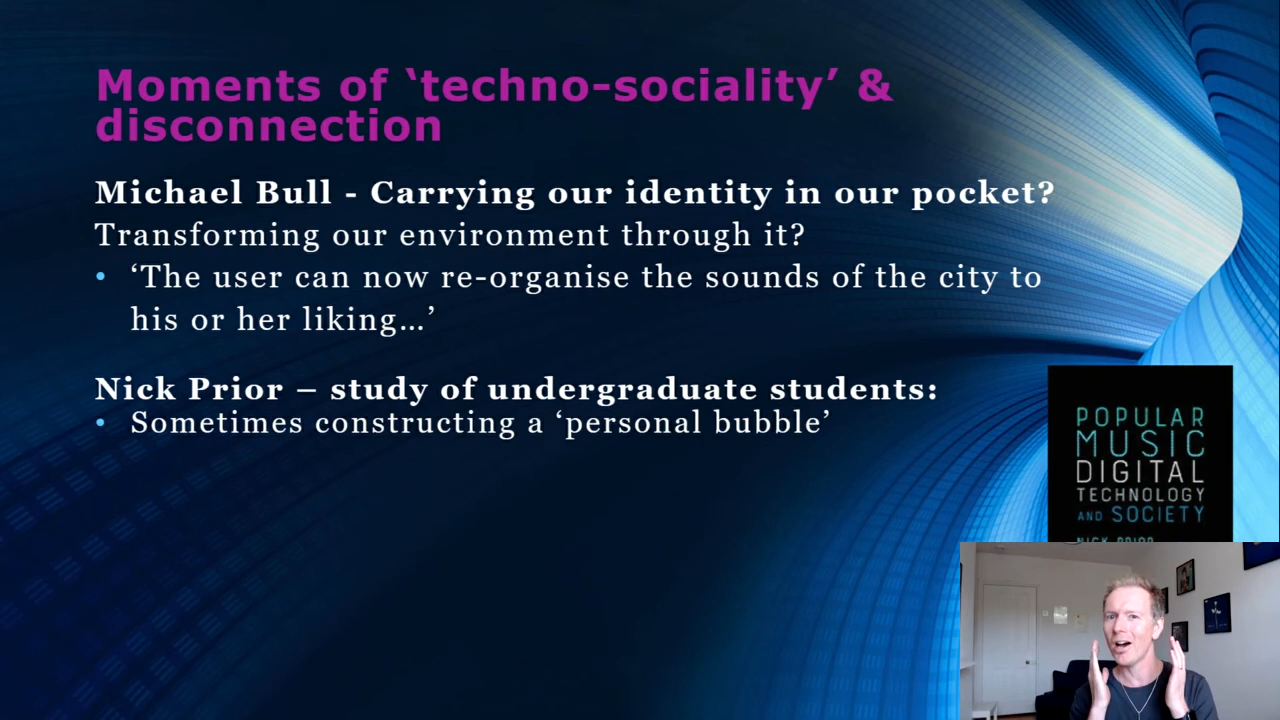 Moments of ‘techno-sociality’ &
disconnection
Michael Bull - Carrying our identity in our pocket?
Transforming our environment through it?
• ‘The user can now re-organise the sounds of the city to
his or her liking…’
Nick Prior – study of undergraduate students:
• Sometimes constructing a ‘personal bubble’
POPULAR
MUSIC
DIGITAL
TECHNOLOGY
AND SOCIETY
NICK PRIOR